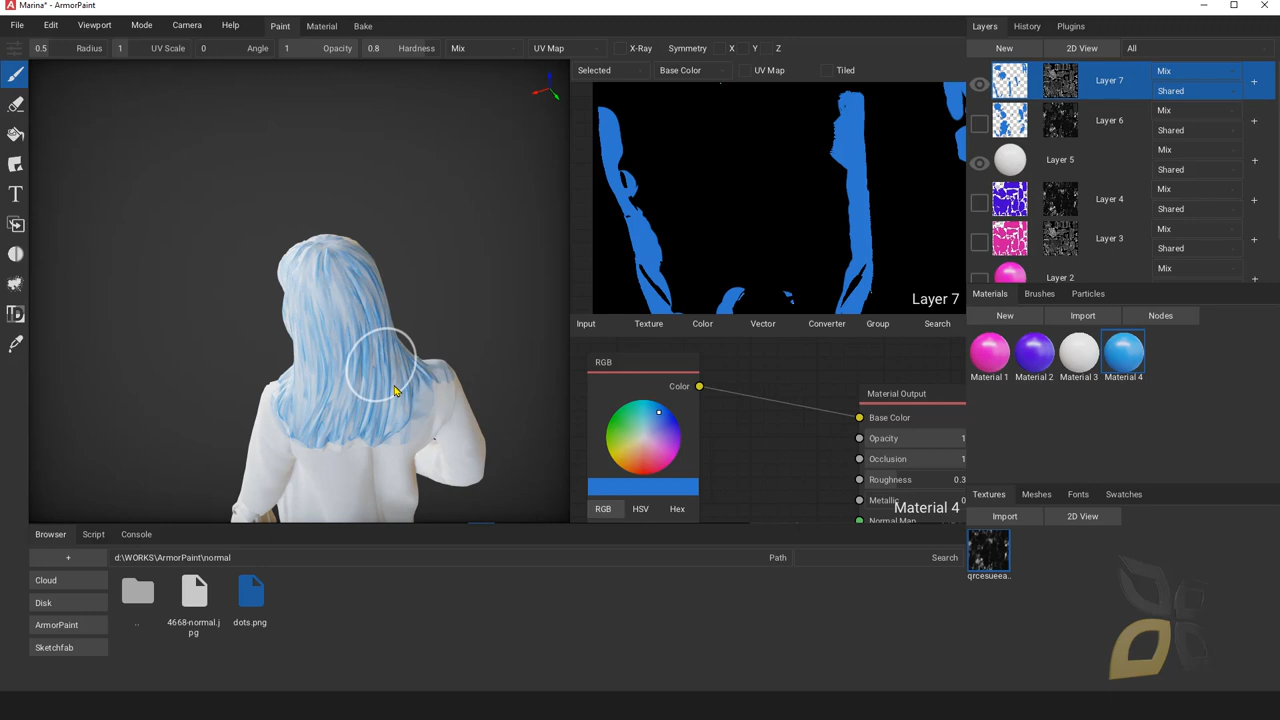 Marina* - ArmorPaint
File Edit Viewport Mode Camera Help Paint Material Bake
0.5 Radius 1 UV Scale 0 Angle 1 Opacity 0.8 Hardness Mix UV Map X-Ray Symmetry X Y Z
Selected Base Color UV Map Tiled
Layer 7
Input Texture Color Vector Converter Group Search
RGB
Color
RGB HSV Hex
Material Output
Base Color
Opacity 1
Occlusion 1
Roughness 0.3
Metallic 0
Normal Map
Material 4
Layers History Plugins
New 2D View All
Layer 7 Mix
Shared
Layer 6 Mix
Shared
Layer 5 Mix
Shared
Layer 4 Mix
Shared
Layer 3 Mix
Shared
Layer 2 Mix
Materials Brushes Particles
New Import Nodes
Material 1 Material 2 Material 3 Material 4
Textures Meshes Fonts Swatches
Import 2D View
qrcesueea..
Browser Script Console
+ d:\WORKS\ArmorPaint\normal Path Search
Cloud
Disk
ArmorPaint
Sketchfab
..
4668-normal.j
pg
dots.png